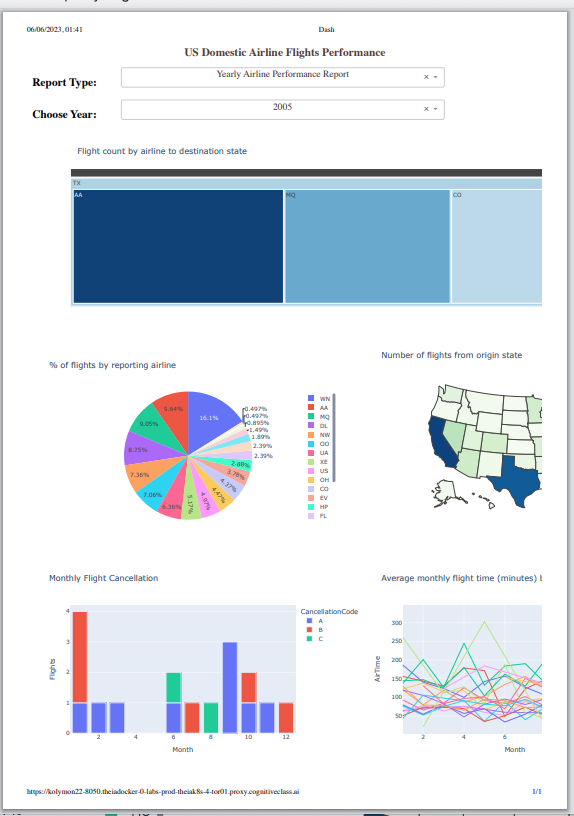 06/06/2023, 01:41 Dash
US Domestic Airline Flights Performance
Report Type: Yearly Airline Performance Report × 
Choose Year: 2005 × 
Flight count by airline to destination state
TX
AA MQ CO
% of flights by reporting airline
Number of flights from origin state
16.1%
9.64%
9.05%
8.75%
7.36%
7.06%
6.36%
5.17%
4.97%
4.47%
4.37%
3.78%
2.88%
2.39%
2.39%
1.89%
1.49%
0.895%
0.497%
0.497%
WN
AA
MQ
DL
NW
OO
UA
XE
US
OH
CO
EV
HP
FL
Monthly Flight Cancellation
Average monthly flight time (minutes) b
CancellationCode
A
B
C
Flights
4
3
2
1
0
2 4 6 8 10 12
Month
AirTime
300
250
200
150
100
50
2 4 6
Month
https://kolymon22-8050.theiadocker-0-labs-prod-theiak8s-4-tor01.proxy.cognitiveclass.ai 1/1